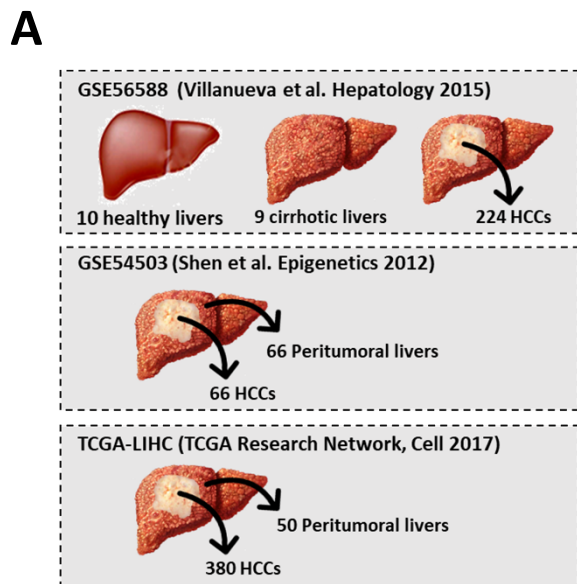 A
GSE56588 (Villanueva et al. Hepatology 2015)
10 healthy livers
9 cirrhotic livers
224 HCCs
GSE54503 (Shen et al. Epigenetics 2012)
66 Peritumoral livers
66 HCCs
TCGA-LIHC (TCGA Research Network, Cell 2017)
50 Peritumoral livers
380 HCCs